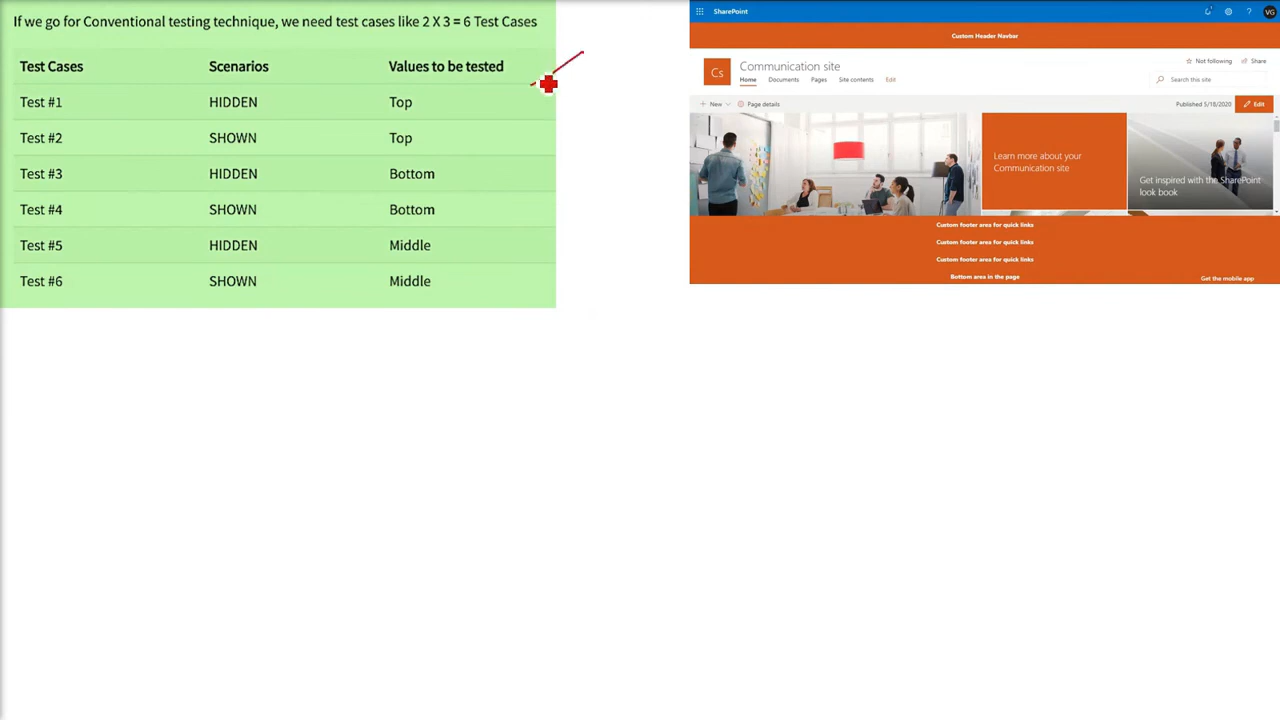 If we go for Conventional testing technique, we need test cases like 2 X 3 = 6 Test Cases
Test Cases Scenarios Values to be tested
Test #1 HIDDEN Top
Test #2 SHOWN Top
Test #3 HIDDEN Bottom
Test #4 SHOWN Bottom
Test #5 HIDDEN Middle
Test #6 SHOWN Middle
SharePoint ? VG
Custom Header Navbar
Not following Share
Cs Communication site
Home Documents Pages Site contents Edit Search this site
New Page details Published 5/18/2020 Edit
Learn more about your
Communication site
Get inspired with the SharePoint
look book
Custom footer area for quick links
Custom footer area for quick links
Custom footer area for quick links
Bottom area in the page
Get the mobile app